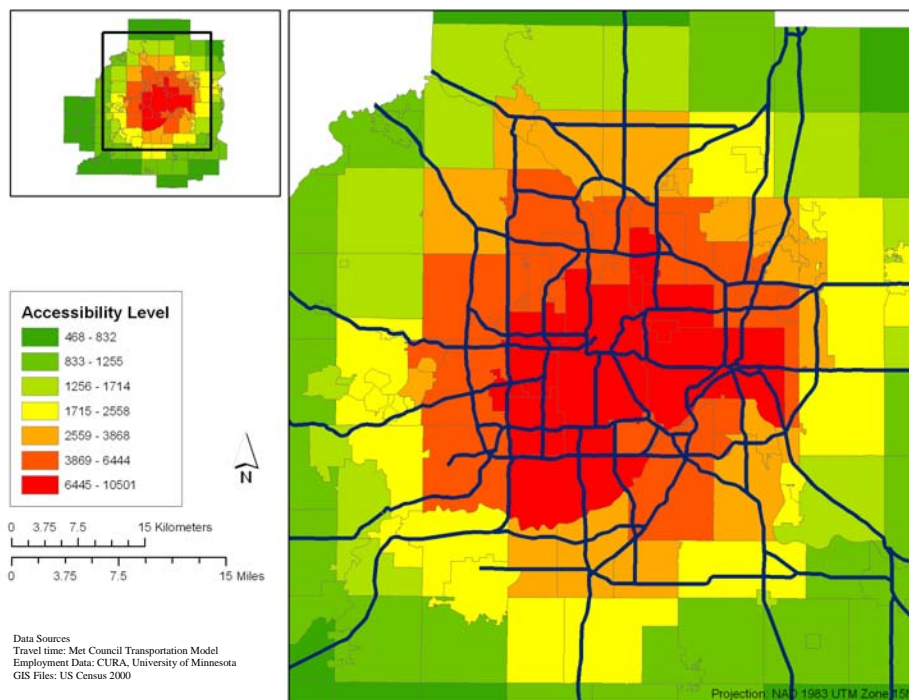 Accessibility Level
468 - 832
833 - 1255
1256 - 1714
1715 - 2558
2559 - 3868
3869 - 6444
6445 - 10501
N
0 3.75 7.5 15 Kilometers
0 3.75 7.5 15 Miles
Data Sources
Travel time: Met Council Transportation Model
Employment Data: CURA, University of Minnesota
GIS Files: US Census 2000
Projection: NAD 1983 UTM Zone 15N